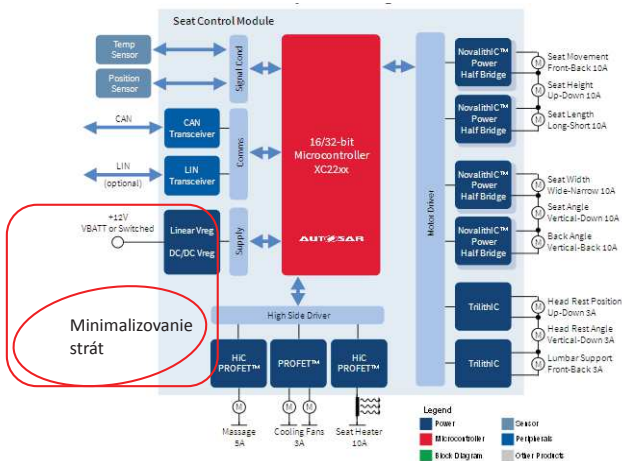 Seat Control Module
Temp
Sensor
Position
Sensor
Signal Cond
CAN
CAN
Transceiver
LIN
(optional)
LIN
Transceiver
Comms
+12V
VBATT or Switched
Linear Vreg
DC/DC Vreg
Supply
16/32-bit
Microcontroller
XC22xx
AUTOSAR
Motor Driver
NovalithIC™
Power
Half Bridge
NovalithIC™
Power
Half Bridge
NovalithIC™
Power
Half Bridge
NovalithIC™
Power
Half Bridge
TrilithIC
TrilithIC
M
Seat Movement
Front-Back 10A
M
Seat Height
Up-Down 10A
M
Seat Length
Long-Short 10A
M
Seat Width
Wide-Narrow 10A
M
Seat Angle
Vertical-Down 10A
M
Back Angle
Vertical-Back 10A
M
Head Rest Position
Up-Down 3A
M
Head Rest Angle
Vertical-Down 3A
M
Lumbar Support
Front-Back 3A
Minimalizovanie
strát
High Side Driver
HiC
PROFET™
PROFET™
HiC
PROFET™
M
M
M
Massage
5A
Cooling Fans
3A
Seat Heater
10A
Legend
Power
Sensor
Microcontroller
Peripherals
Block Diagram
Other Products